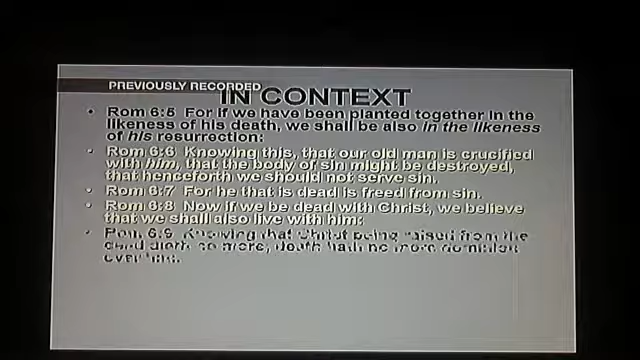 PREVIOUSLY RECORDED
IN CONTEXT
• Rom 6:5 For if we have been planted together in the
likeness of his death, we shall be also in the likeness
of his resurrection:
• Rom 6:6 Knowing this, that our old man is crucified
with him, that the body of sin might be destroyed,
that henceforth we should not serve sin.
• Rom 6:7 For he that is dead is freed from sin.
• Rom 6:8 Now if we be dead with Christ, we believe
that we shall also live with him:
• Rom 6:9 Knowing that Christ being raised from the
dead dieth no more; death hath no more dominion
over him.